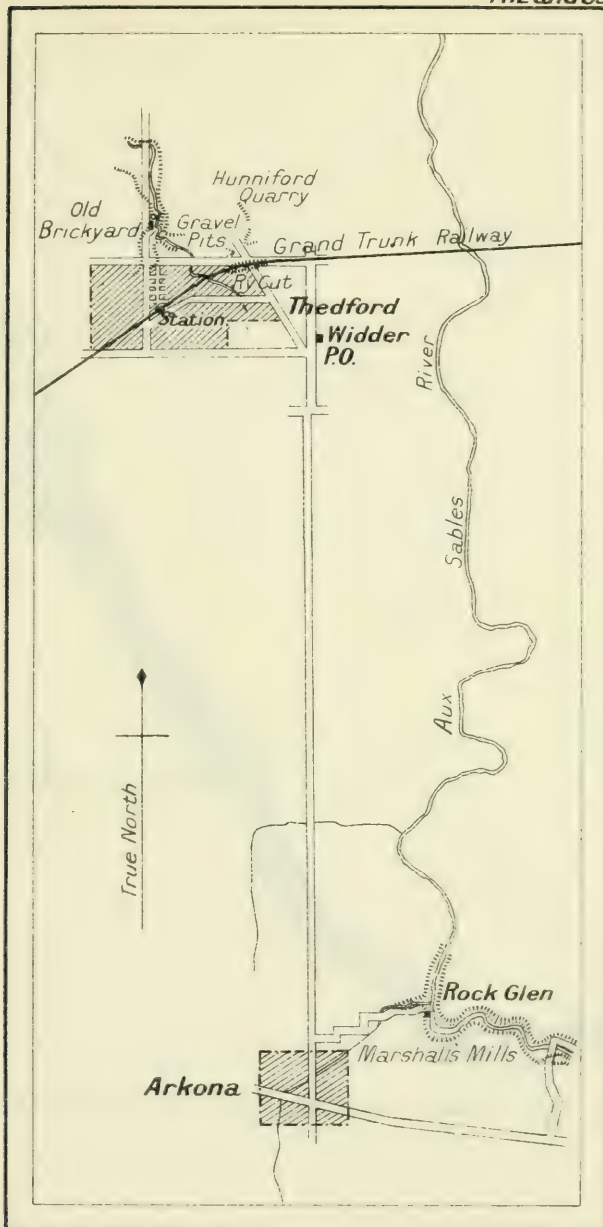 Hunniford
Quarry
Old
Brickyard
Gravel
Pits
Grand Trunk Railway
Ry Cut
Thedford
Station
Widder
P.O.
River
Sables
Aux
True North
Rock Glen
Marshalls Mills
Arkona